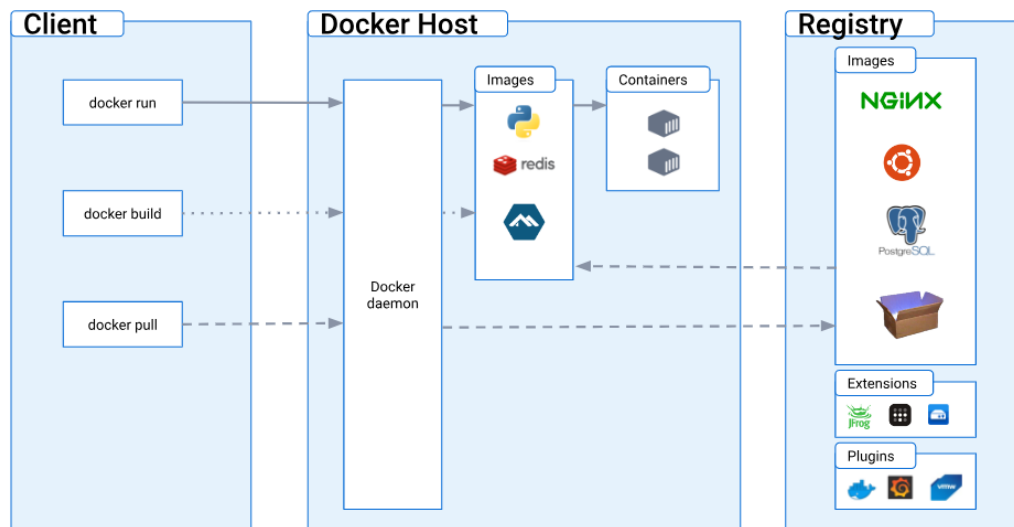 Client
docker run
docker build
docker pull
Docker Host
Docker
daemon
Images
redis
Containers
Registry
Images
NGINX
PostgreSQL
Extensions
JFrog
Plugins
vmw